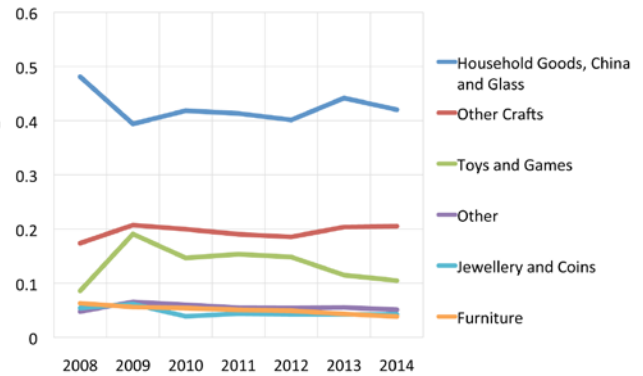 0.6
0.5
0.4
0.3
0.2
0.1
0
2008 2009 2010 2011 2012 2013 2014
Household Goods, China
and Glass
Other Crafts
Toys and Games
Other
Jewellery and Coins
Furniture